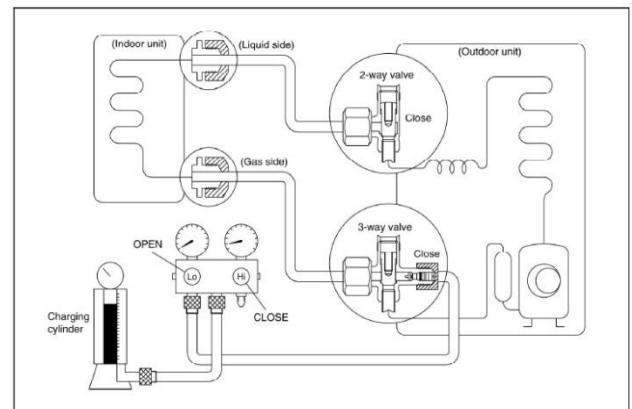 (Indoor unit)
(Liquid side)
(Outdoor unit)
2-way valve
Close
(Gas side)
3-way valve
Close
OPEN
Lo
Hi
CLOSE
Charging
cylinder